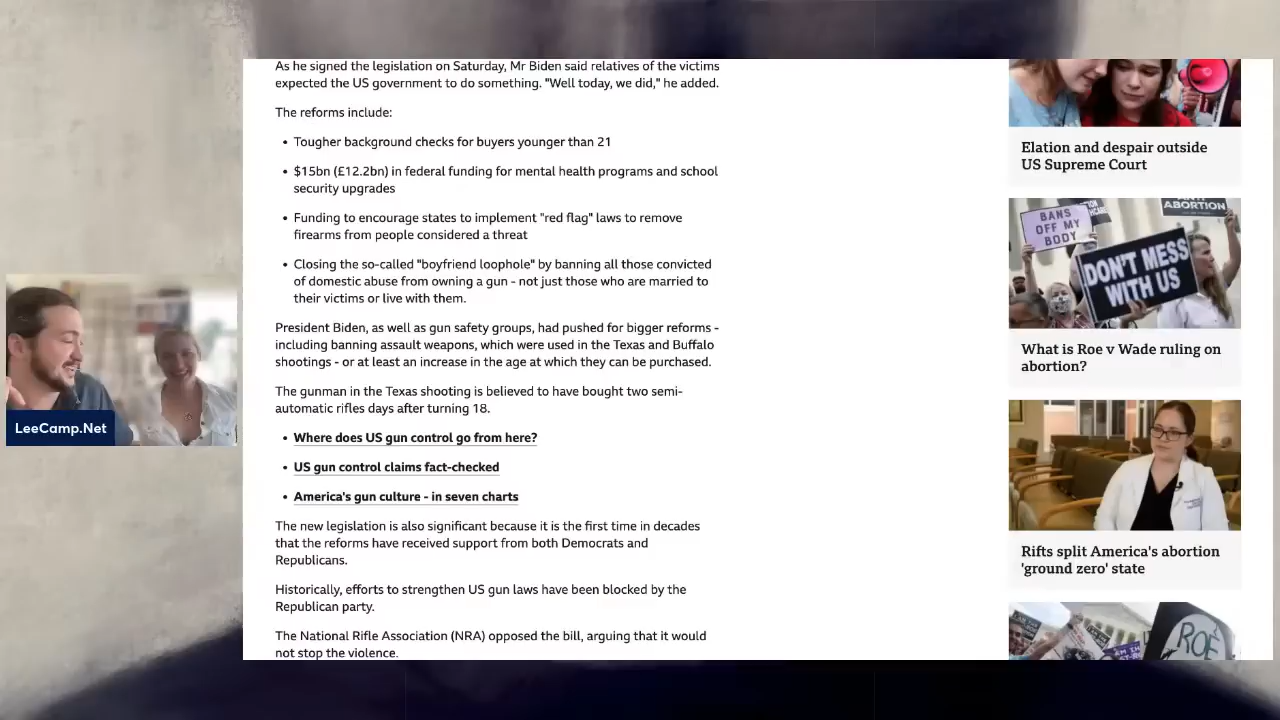 As he signed the legislation on Saturday, Mr Biden said relatives of the victims
expected the US government to do something. "Well today, we did," he added.
The reforms include:
• Tougher background checks for buyers younger than 21
• $15bn (£12.2bn) in federal funding for mental health programs and school
security upgrades
• Funding to encourage states to implement "red flag" laws to remove
firearms from people considered a threat
• Closing the so-called "boyfriend loophole" by banning all those convicted
of domestic abuse from owning a gun - not just those who are married to
their victims or live with them.
President Biden, as well as gun safety groups, had pushed for bigger reforms -
including banning assault weapons, which were used in the Texas and Buffalo
shootings - or at least an increase in the age at which they can be purchased.
The gunman in the Texas shooting is believed to have bought two semi-
automatic rifles days after turning 18.
• Where does US gun control go from here?
• US gun control claims fact-checked
• America's gun culture - in seven charts
The new legislation is also significant because it is the first time in decades
that the reforms have received support from both Democrats and
Republicans.
Historically, efforts to strengthen US gun laws have been blocked by the
Republican party.
The National Rifle Association (NRA) opposed the bill, arguing that it would
not stop the violence.
Elation and despair outside
US Supreme Court
ABORTION
BANS
OFF MY
BODY
DON'T MESS
WITH US
What is Roe v Wade ruling on
abortion?
Rifts split America's abortion
'ground zero' state
ROE
LeeCamp.Net